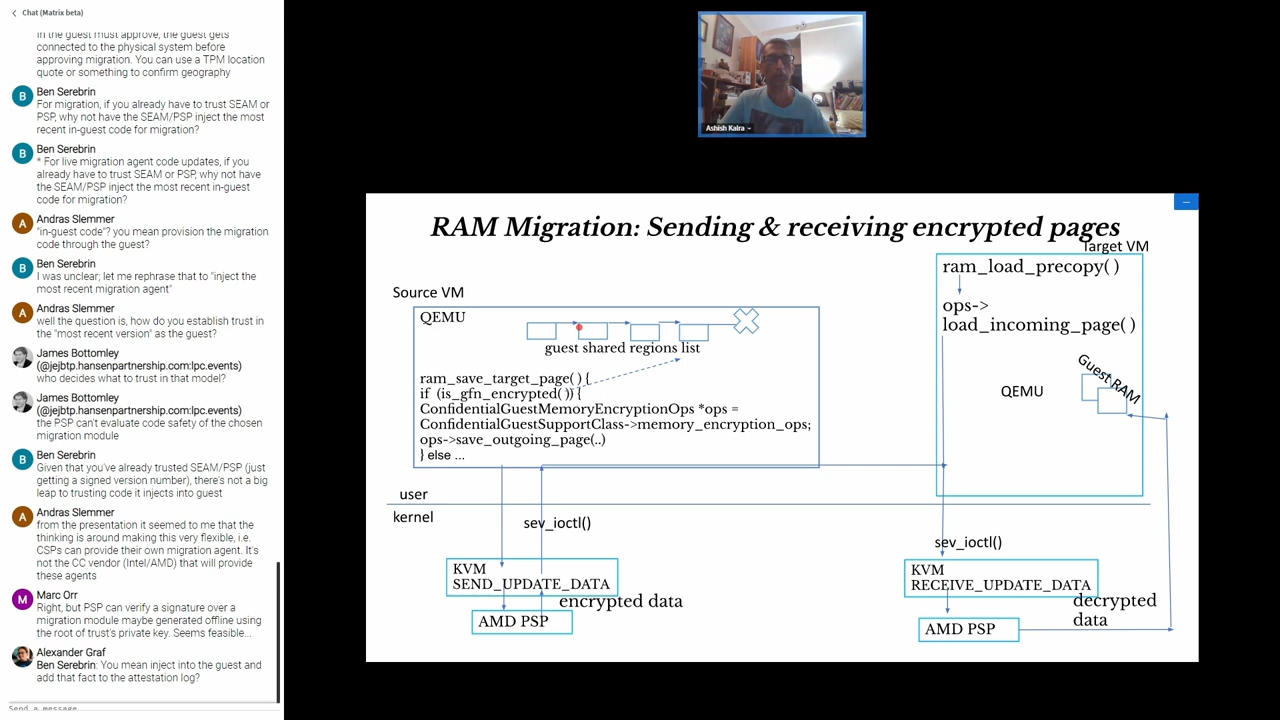 Chat (Matrix beta)
in the guest must approve, the guest gets
connected to the physical system before
approving migration. You can use a TPM location
quote or something to confirm geography
B
Ben Serebrin
For migration, if you already have to trust SEAM or
PSP, why not have the SEAM/PSP inject the most
recent in-guest code for migration?
B
Ben Serebrin
* For live migration agent code updates, if you
already have to trust SEAM or PSP, why not have
the SEAM/PSP inject the most recent in-guest
code for migration?
A
Andras Slemmer
"in-guest code"? you mean provision the migration
code through the guest?
B
Ben Serebrin
I was unclear; let me rephrase that to "inject the
most recent migration agent"
A
Andras Slemmer
well the question is, how do you establish trust in
the "most recent version" as the guest?
James Bottomley
(@jejbtp.hansenpartnership.com:lpc.events)
who decides what to trust in that model?
James Bottomley
(@jejbtp.hansenpartnership.com:lpc.events)
the PSP can't evaluate code safety of the chosen
migration module
B
Ben Serebrin
Given that you've already trusted SEAM/PSP (just
getting a signed version number), there's not a big
leap to trusting code it injects into guest
A
Andras Slemmer
from the presentation it seemed to me that the
thinking is around making this very flexible, i.e.
CSPs can provide their own migration agent. It's
not the CC vendor (Intel/AMD) that will provide
these agents
M
Marc Orr
Right, but PSP can verify a signature over a
migration module maybe generated offline using
the root of trust's private key. Seems feasible...
Alexander Graf
Ben Serebrin: You mean inject into the guest and
add that fact to the attestation log?
Send a message
Ashish Kalra
RAM Migration: Sending & receiving encrypted pages
Source VM
QEMU
guest shared regions list
ram_save_target_page( ) {
if (is_gfn_encrypted( )) {
ConfidentialGuestMemoryEncryptionOps *ops =
ConfidentialGuestSupportClass->memory_encryption_ops;
ops->save_outgoing_page(..)
} else ...
Target VM
ram_load_precopy( )
ops->
load_incoming_page( )
QEMU
Guest RAM
user
kernel
sev_ioctl()
KVM
SEND_UPDATE_DATA
encrypted data
AMD PSP
sev_ioctl()
KVM
RECEIVE_UPDATE_DATA
decrypted
data
AMD PSP